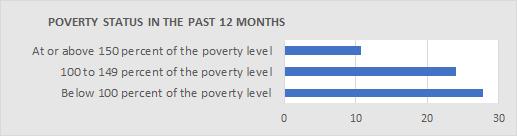 POVERTY STATUS IN THE PAST 12 MONTHS
At or above 150 percent of the poverty level
100 to 149 percent of the poverty level
Below 100 percent of the poverty level
0 10 20 30